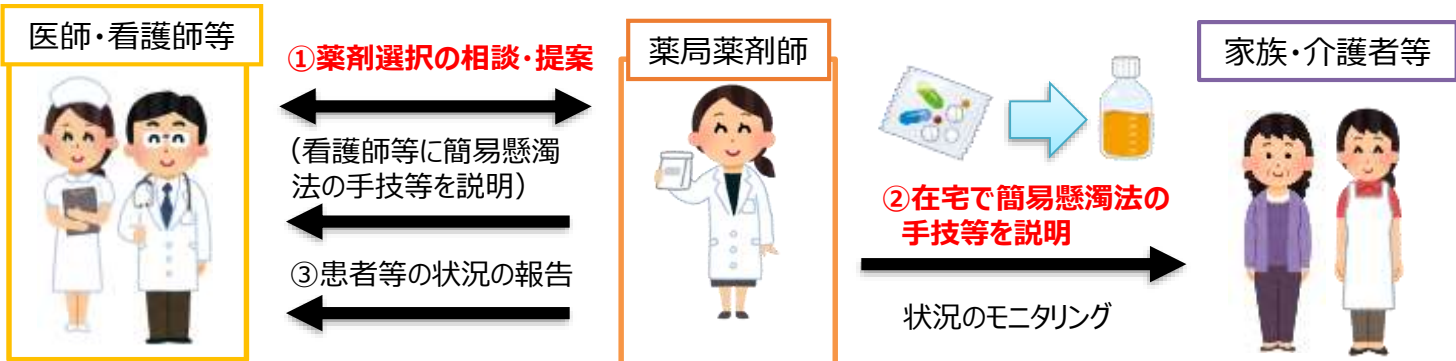 医師・看護師等
①薬剤選択の相談・提案
(看護師等に簡易懸濁
法の手技等を説明)
③患者等の状況の報告
薬局薬剤師
②在宅で簡易懸濁法の
手技等を説明
状況のモニタリング
家族・介護者等